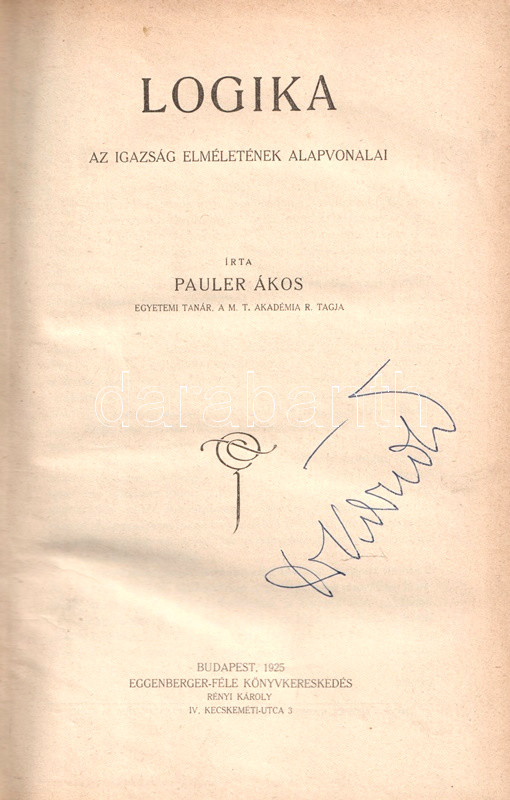 LOGIKA
AZ IGAZSÁG ELMÉLETÉNEK ALAPVONALAI
ÍRTA
PAULER ÁKOS
EGYETEMI TANÁR, A M. T. AKADÉMIA R. TAGJA
darabanth
BUDAPEST, 1925
EGGENBERGER-FÉLE KÖNYVKERESKEDÉS
RÉNYI KÁROLY
IV, KECSKEMÉTI-UTCA 3